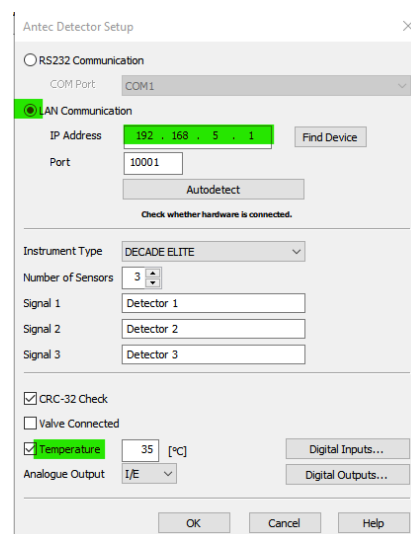 Antec Detector Setup
RS232 Communication
COM Port COM1
LAN Communication
IP Address 192 . 168 . 5 . 1 Find Device
Port 10001
Autodetect
Check whether hardware is connected.
Instrument Type DECADE ELITE
Number of Sensors 3
Signal 1 Detector 1
Signal 2 Detector 2
Signal 3 Detector 3
CRC-32 Check
Valve Connected
Temperature 35 [°C] Digital Inputs...
Analogue Output I/E Digital Outputs...
OK Cancel Help